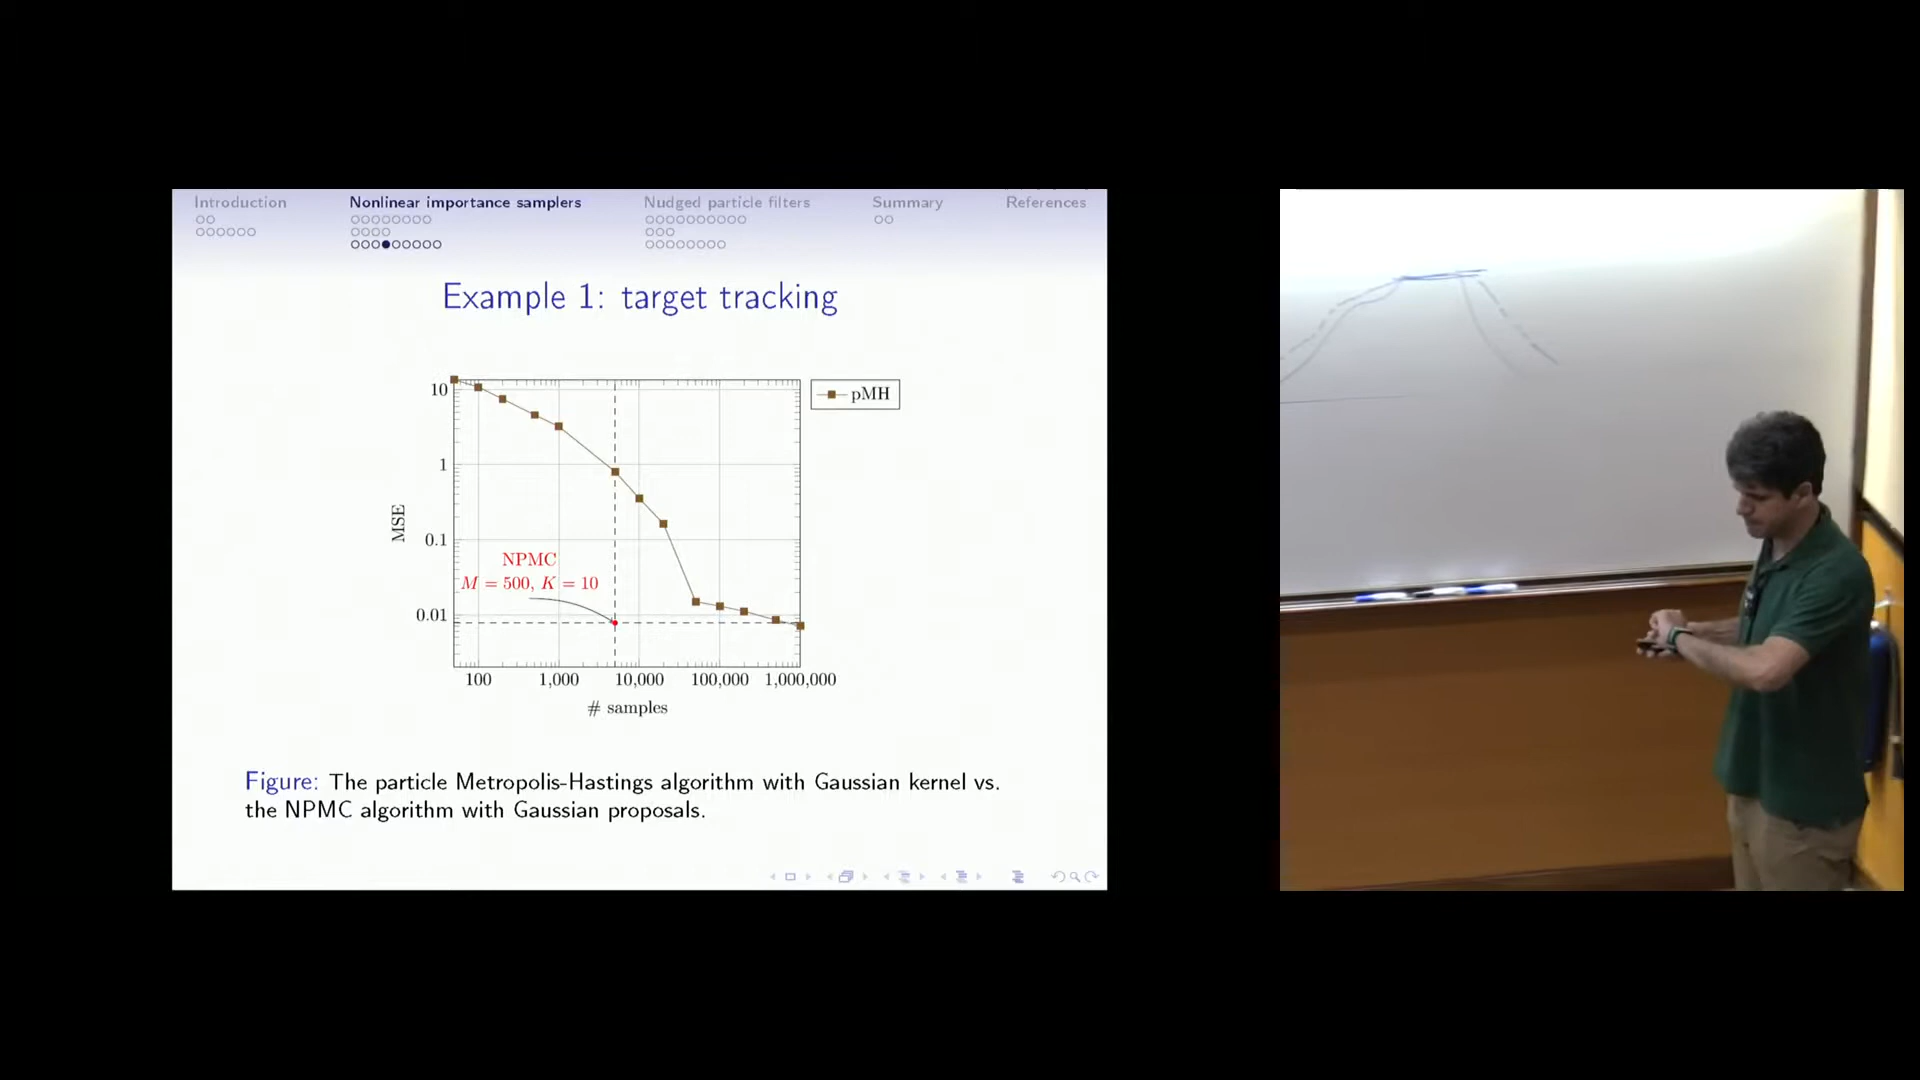 Introduction Nonlinear importance samplers Nudged particle filters Summary References
Example 1: target tracking
10
1
0.1
0.01
MSE
pMH
NPMC
M = 500, K = 10
100 1,000 10,000 100,000 1,000,000
# samples
Figure: The particle Metropolis-Hastings algorithm with Gaussian kernel vs.
the NPMC algorithm with Gaussian proposals.